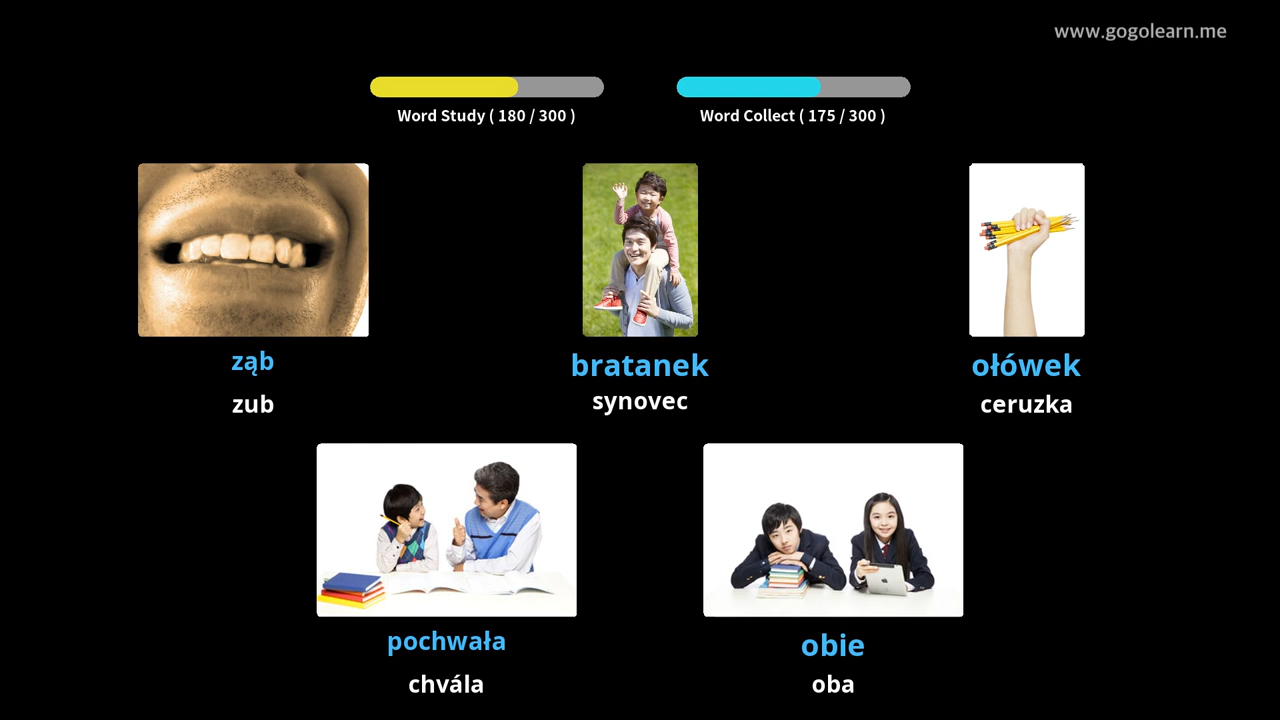 www.gogolearn.me
Word Study ( 180 / 300 )
Word Collect ( 175 / 300 )
ząb
zub
bratanek
synovec
ołówek
ceruzka
pochwała
chvála
obie
oba